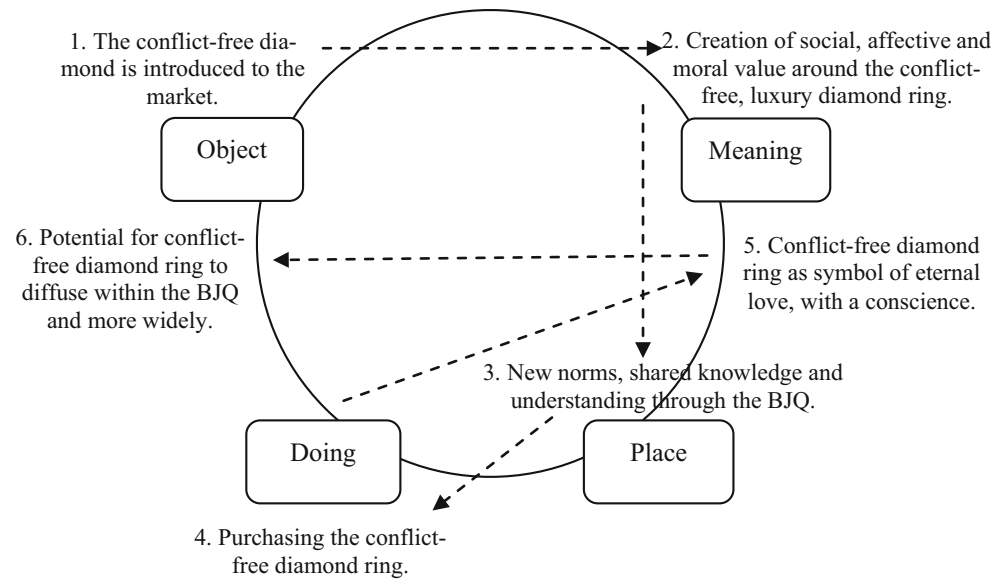 1. The conflict-free dia-
mond is introduced to the
market.
2. Creation of social, affective and
moral value around the conflict-
free, luxury diamond ring.
Object
Meaning
6. Potential for conflict-
free diamond ring to
diffuse within the BJQ
and more widely.
5. Conflict-free diamond
ring as symbol of eternal
love, with a conscience.
3. New norms, shared knowledge and
understanding through the BJQ.
Doing
Place
4. Purchasing the conflict-
free diamond ring.